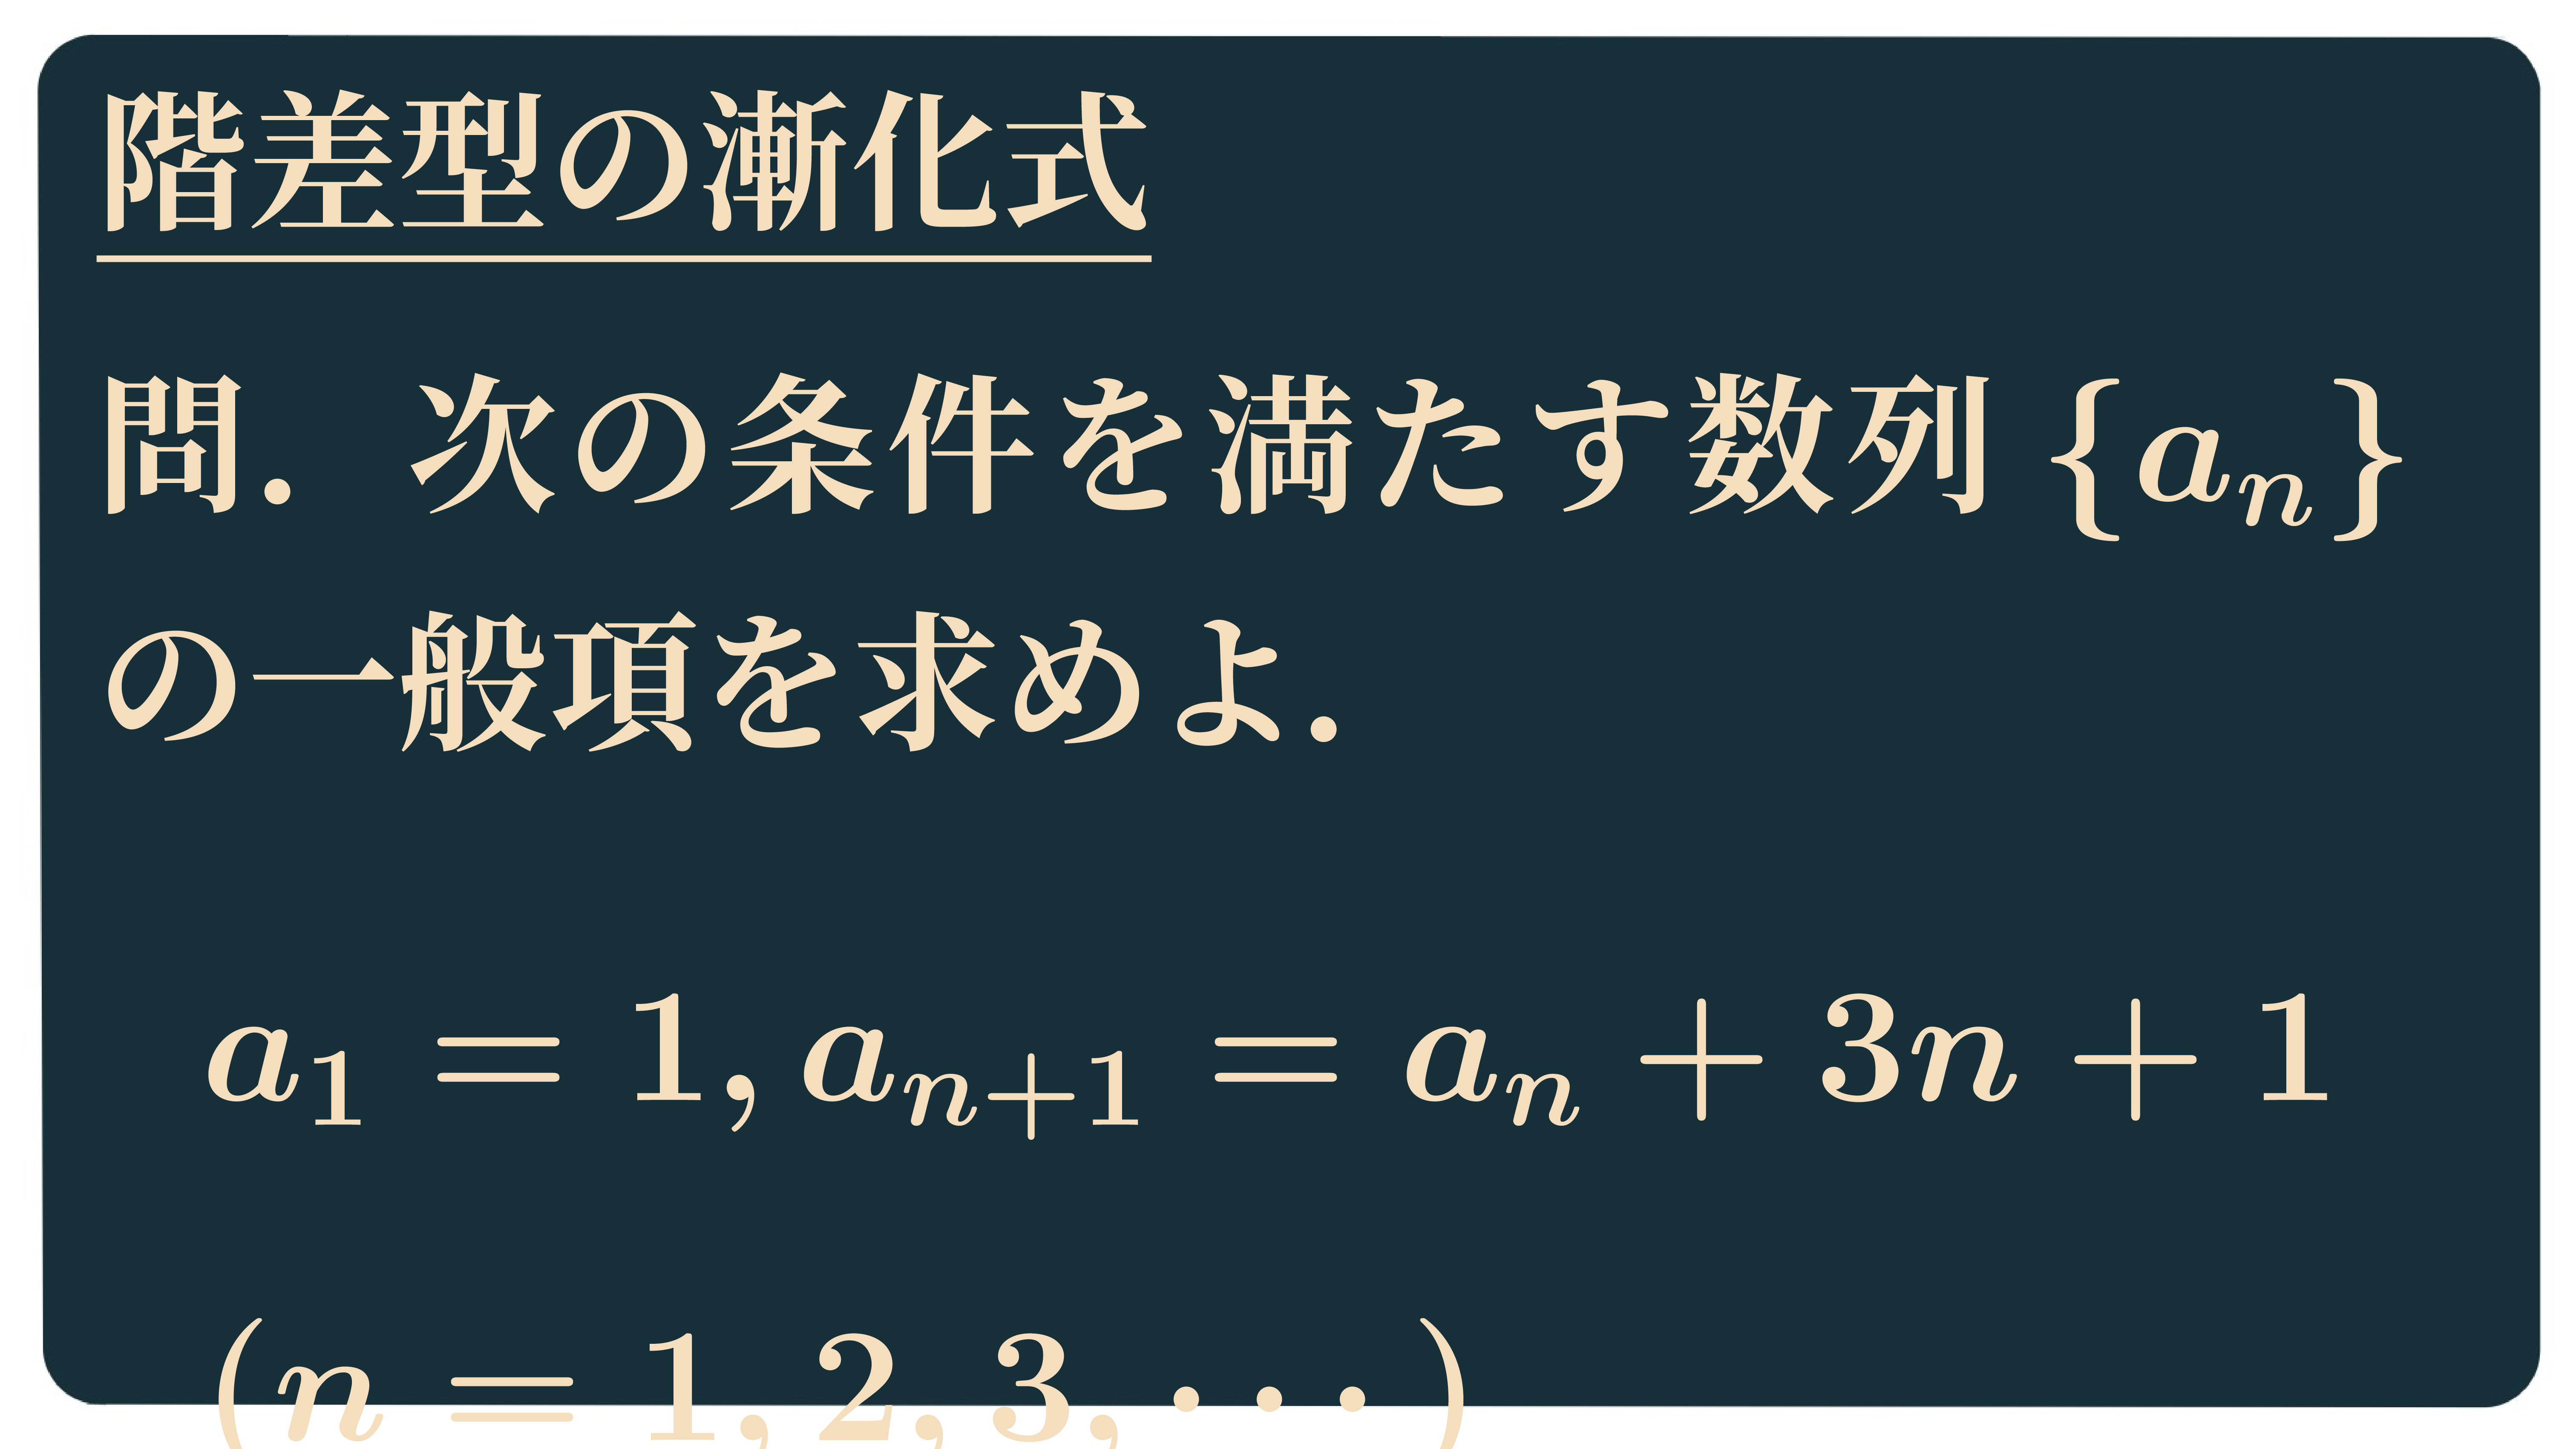 階差型の漸化式
問. 次の条件を満たす数列 {aₙ}
の一般項を求めよ.
a₁ = 1, aₙ₊₁ = aₙ + 3n + 1
(n = 1, 2, 3, ···)